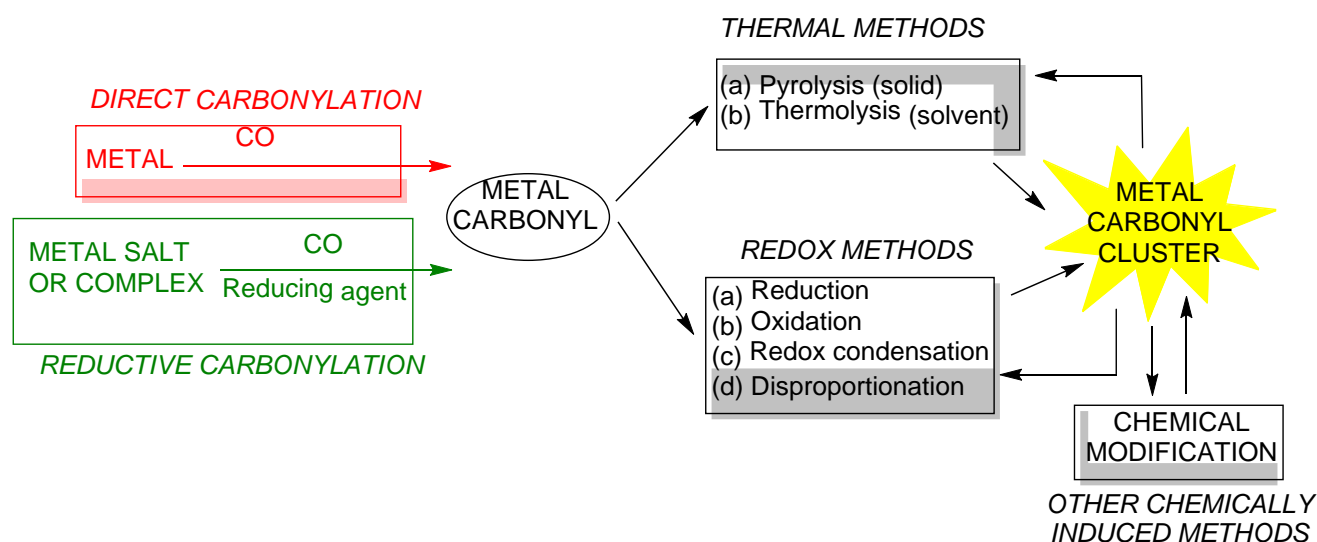 THERMAL METHODS
(a) Pyrolysis (solid)
(b) Thermolysis (solvent)
DIRECT CARBONYLATION
CO
METAL
METAL SALT
OR COMPLEX
CO
Reducing agent
REDUCTIVE CARBONYLATION
METAL
CARBONYL
REDOX METHODS
(a) Reduction
(b) Oxidation
(c) Redox condensation
(d) Disproportionation
METAL
CARBONYL
CLUSTER
CHEMICAL
MODIFICATION
OTHER CHEMICALLY
INDUCED METHODS